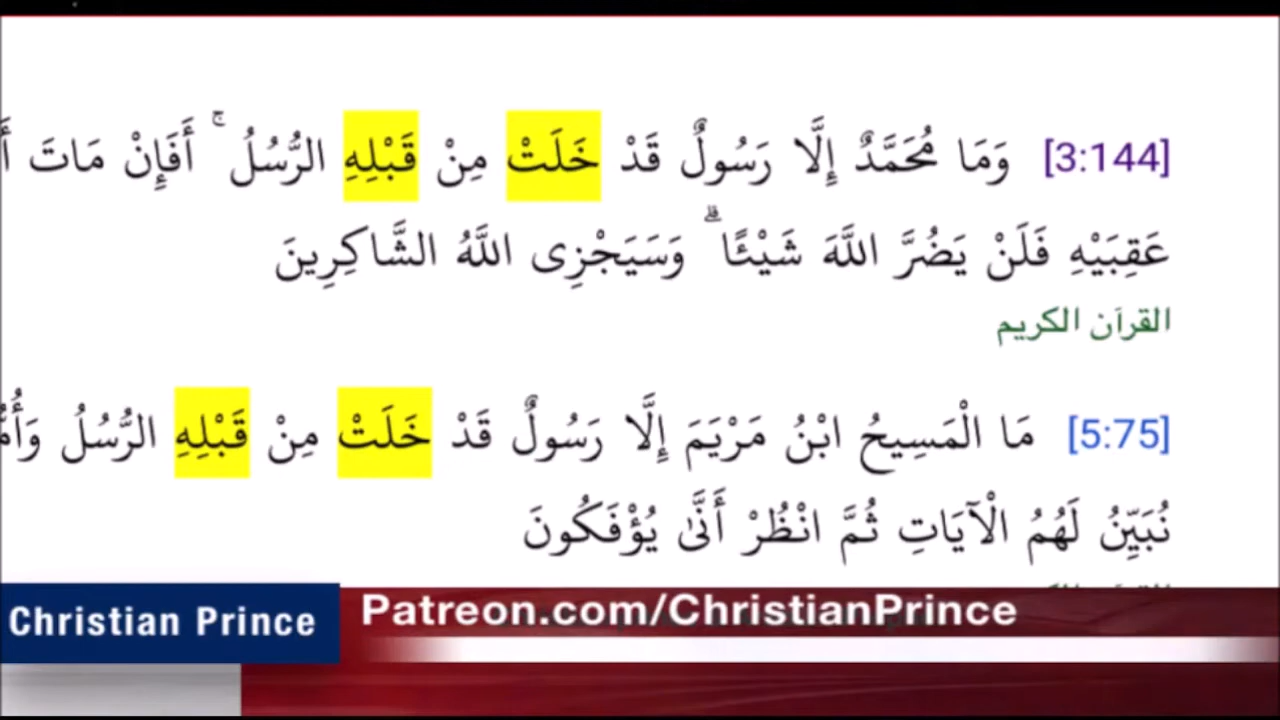 [3:144] وَمَا مُحَمَّدٌ إِلَّا رَسُولٌ قَدْ خَلَتْ مِنْ قَبْلِهِ الرُّسُلُ ۚ أَفَإِنْ مَاتَ
عَقِبَيْهِ فَلَنْ يَضُرَّ اللَّهَ شَيْئًا ۗ وَسَيَجْزِى اللَّهُ الشَّاكِرِينَ
القرآن الكريم
[5:75] مَا الْمَسِيحُ ابْنُ مَرْيَمَ إِلَّا رَسُولٌ قَدْ خَلَتْ مِنْ قَبْلِهِ الرُّسُلُ
نُبَيِّنُ لَهُمُ الْآيَاتِ ثُمَّ انْظُرْ أَنَّىٰ يُؤْفَكُونَ
Christian Prince
Patreon.com/ChristianPrince